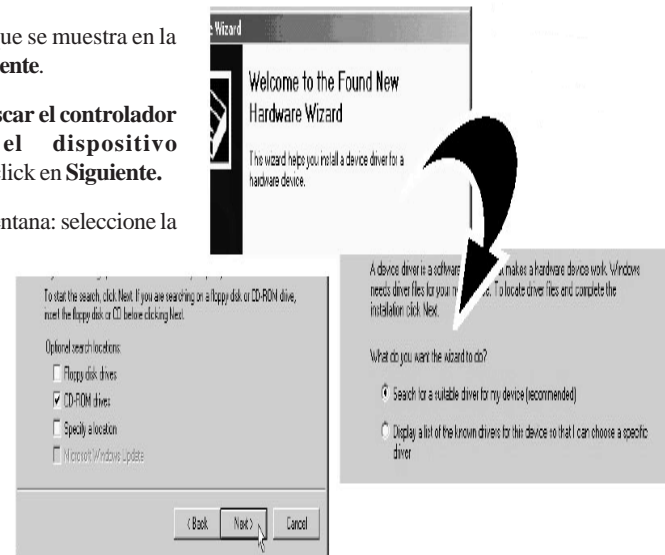 ue se muestra en la
ente.
scar el controlador
el dispositivo
lick en Siguiente.
entana: seleccione la
Wizard
Welcome to the Found New
Hardware Wizard
This wizard helps you install a device driver for a
hardware device.
A device driver is a software makes a hardware device work. Windows
needs driver files for your To locate driver files and complete the
installation click Next.
What do you want the wizard to do?
Search for a suitable driver for my device (recommended)
Display a list of the known drivers for this device so that I can choose a specific
driver
To start the search, click Next. If you are searching on a floppy disk or CD-ROM drive,
insert the floppy disk or CD before clicking Next.
Optional search locations:
Floppy disk drives
CD-ROM drives
Specify a location
Microsoft Windows Update
< Back Next > Cancel